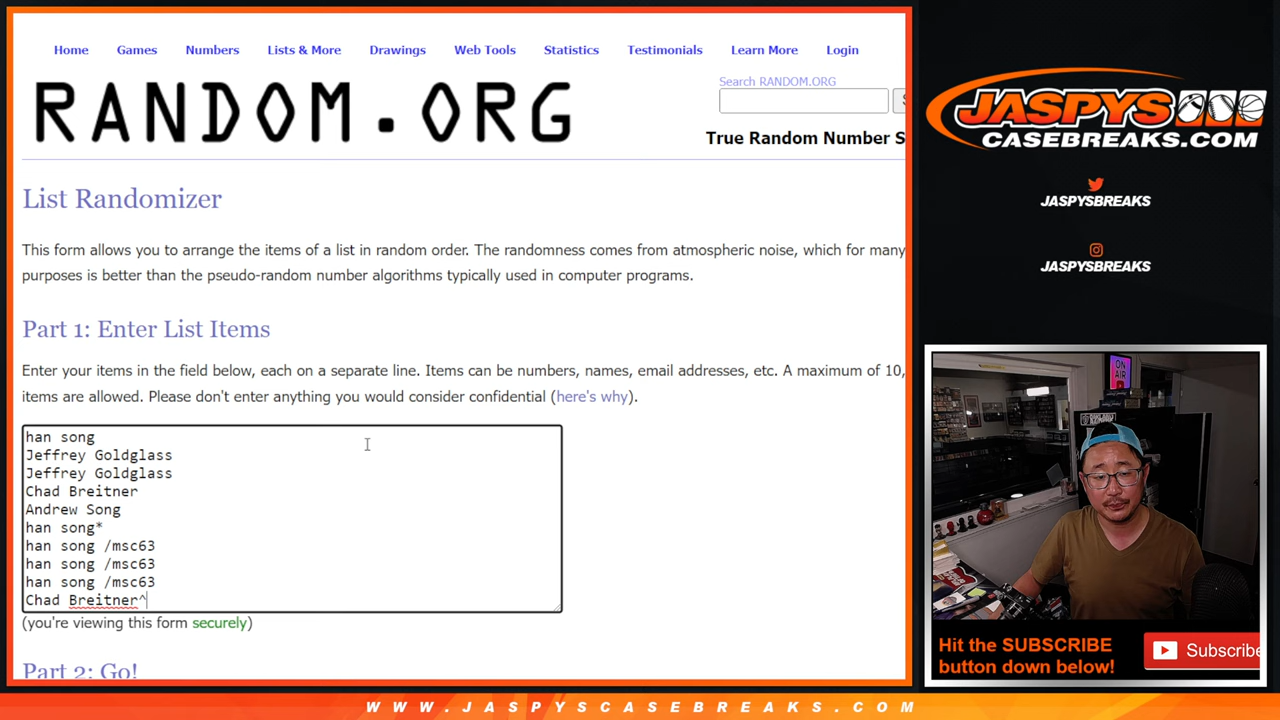 Home Games Numbers Lists & More Drawings Web Tools Statistics Testimonials Learn More Login
RANDOM.ORG
Search RANDOM.ORG
True Random Number S
List Randomizer
This form allows you to arrange the items of a list in random order. The randomness comes from atmospheric noise, which for many
purposes is better than the pseudo-random number algorithms typically used in computer programs.
Part 1: Enter List Items
Enter your items in the field below, each on a separate line. Items can be numbers, names, email addresses, etc. A maximum of 10,
items are allowed. Please don't enter anything you would consider confidential (here's why).
han song
Jeffrey Goldglass
Jeffrey Goldglass
Chad Breitner
Andrew Song
han song*
han song /msc63
han song /msc63
han song /msc63
Chad Breitner^
(you're viewing this form securely)
Part 2: Go!
JASPYS
CASEBREAKS.COM
JASPYSBREAKS
JASPYSBREAKS
ON AIR
Hit the SUBSCRIBE
button down below!
Subscribe
WWW.JASPYSCASEBREAKS.COM